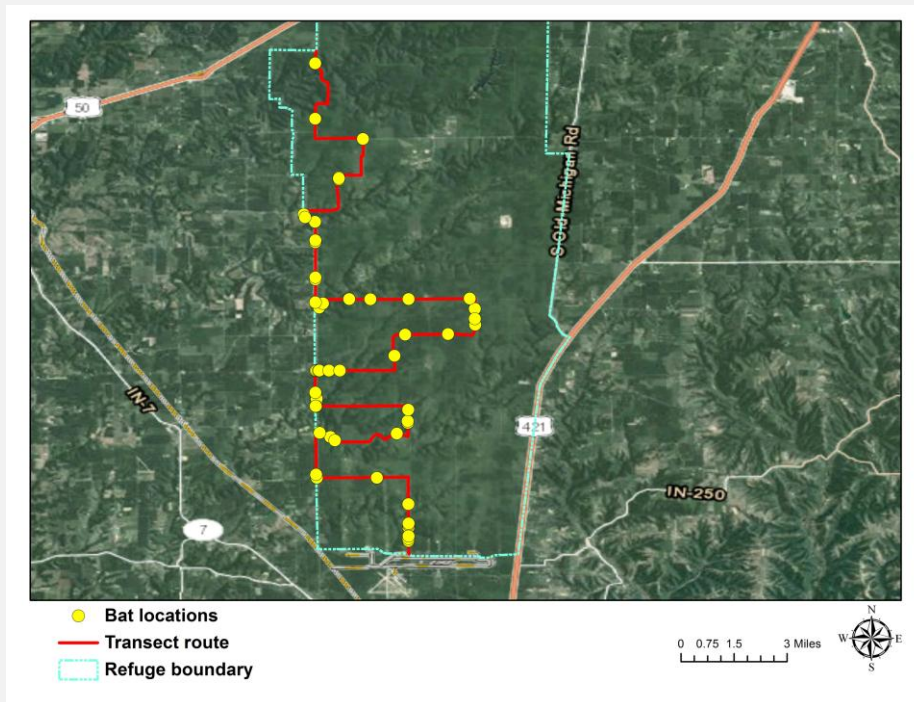 50
S Old Michigan Rd
IN-7
421
IN-250
7
Bat locations
Transect route
Refuge boundary
0 0.75 1.5 3 Miles
N
W E
S